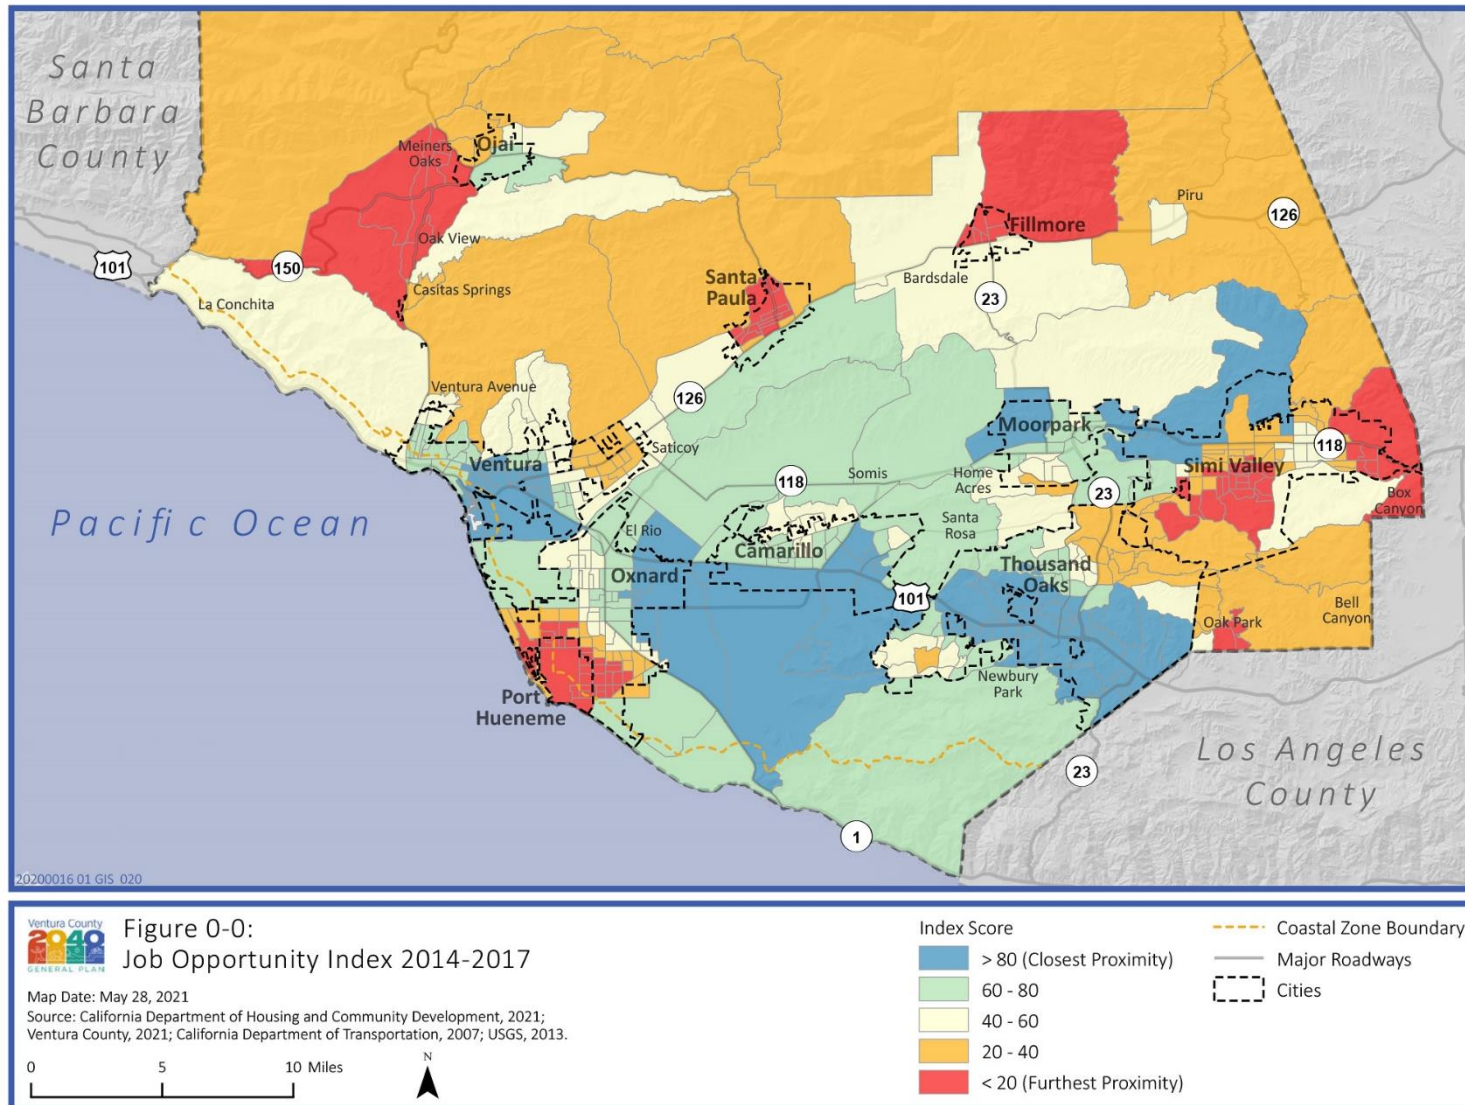 Santa
Barbara
County
Meiners
Oaks
Ojai
Piru
126
Fillmore
101
150
Oak View
Santa
Paula
Bardsdale
23
La Conchita
Casitas Springs
Ventura Avenue
126
Moorpark
118
Ventura
Saticoy
118
Somis
Home
Acres
23
Simi Valley
Box
Canyon
Pacific Ocean
El Rio
Santa
Rosa
Camarillo
Oxnard
Thousand
Oaks
101
Oak Park
Bell
Canyon
Newbury
Park
Port
Hueneme
Los Angeles
County
23
1
20200016 01 GIS 020
Ventura County
2040
GENERAL PLAN
Figure 0-0:
Job Opportunity Index 2014-2017
Map Date: May 28, 2021
Source: California Department of Housing and Community Development, 2021;
Ventura County, 2021; California Department of Transportation, 2007; USGS, 2013.
0 5 10 Miles
N
Index Score
> 80 (Closest Proximity)
60 - 80
40 - 60
20 - 40
< 20 (Furthest Proximity)
Coastal Zone Boundary
Major Roadways
Cities